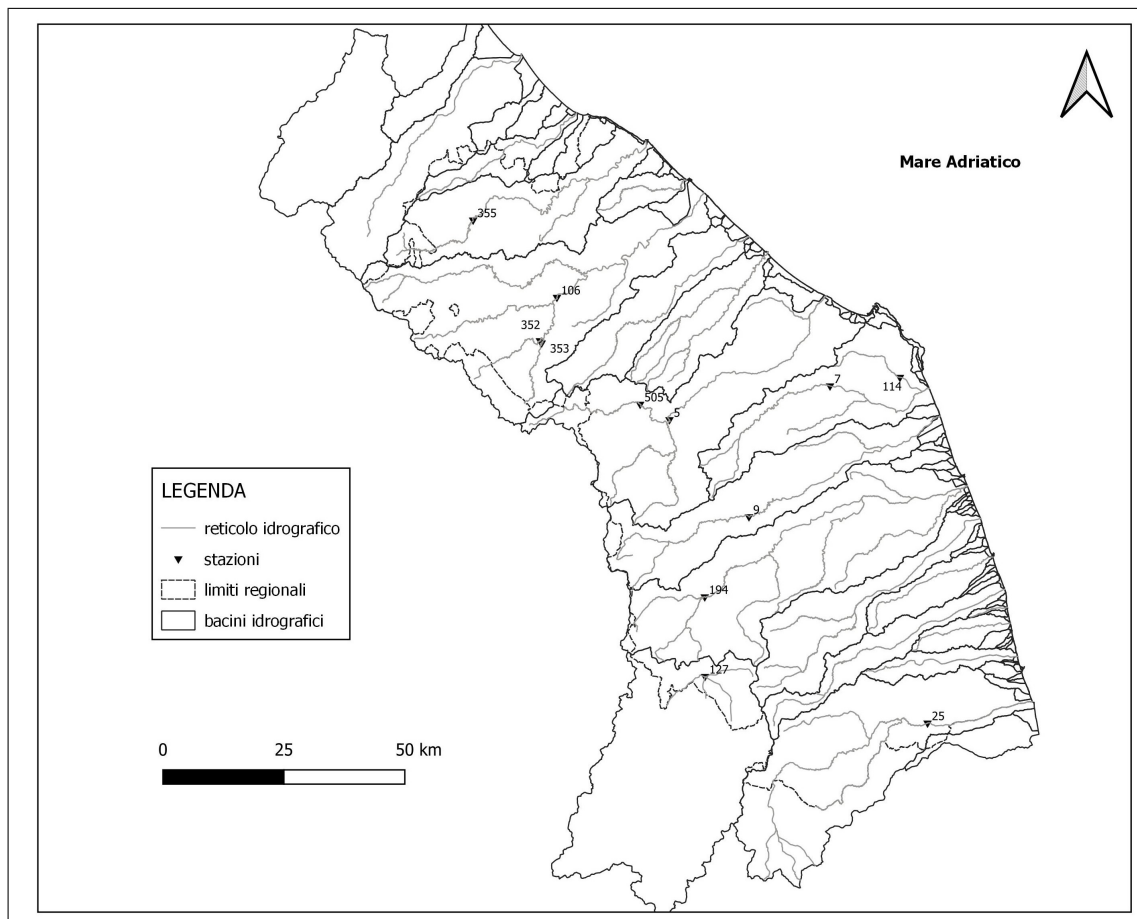 Mare Adriatico
355
106
352
353
7
114
505
5
9
194
127
25
LEGENDA
reticolo idrografico
stazioni
limiti regionali
bacini idrografici
0 25 50 km